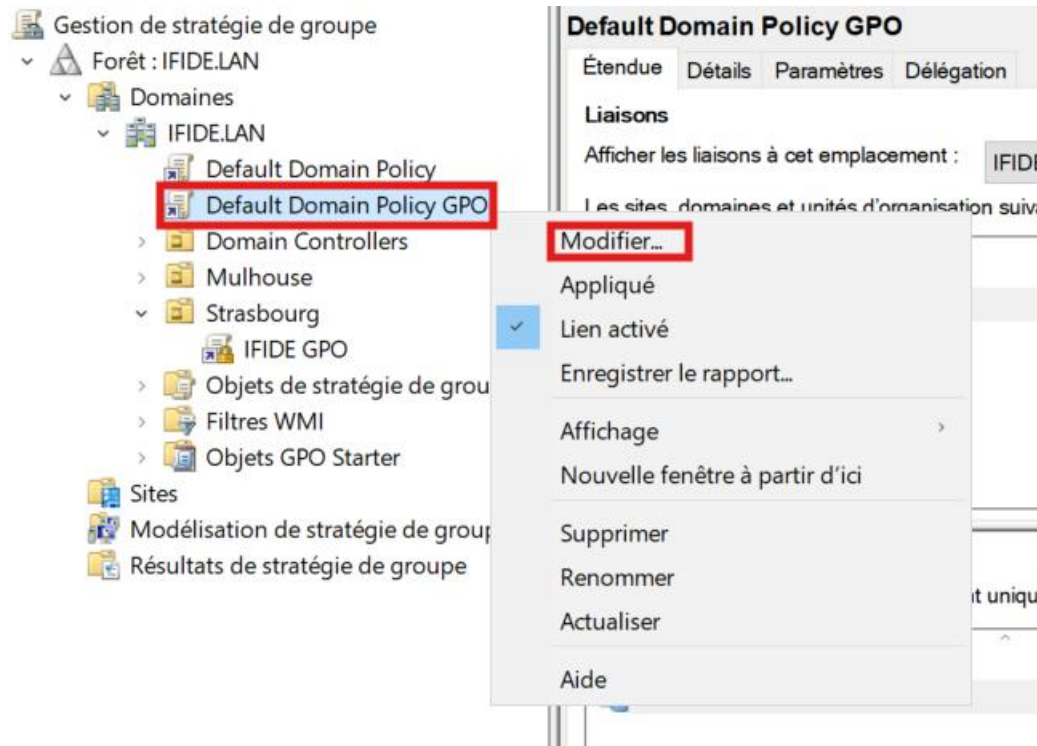 Gestion de stratégie de groupe
Forêt : IFIDE.LAN
Domaines
IFIDE.LAN
Default Domain Policy
Default Domain Policy GPO
Domain Controllers
Mulhouse
Strasbourg
IFIDE GPO
Objets de stratégie de grou
Filtres WMI
Objets GPO Starter
Sites
Modélisation de stratégie de group
Résultats de stratégie de groupe
Default Domain Policy GPO
Étendue Détails Paramètres Délégation
Liaisons
Afficher les liaisons à cet emplacement : IFIDE
Les sites, domaines et unités d'organisation suiva
Modifier...
Appliqué
Lien activé
Enregistrer le rapport...
Affichage
Nouvelle fenêtre à partir d'ici
Supprimer
Renommer
Actualiser
Aide
t uniqu